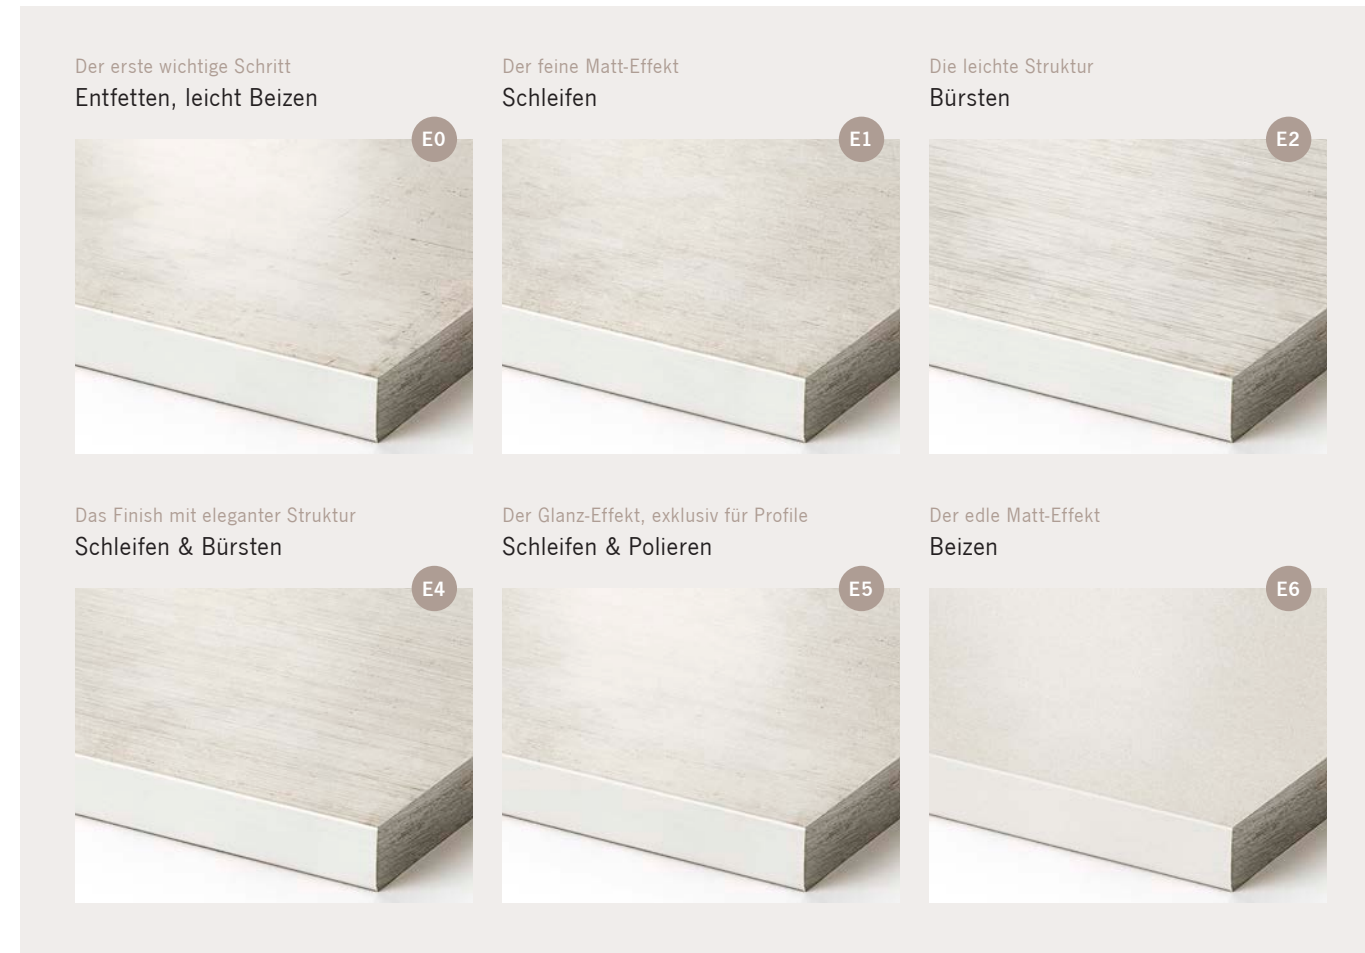 Der erste wichtige Schritt
Entfetten, leicht Beizen
E0
Der feine Matt-Effekt
Schleifen
E1
Die leichte Struktur
Bürsten
E2
Das Finish mit eleganter Struktur
Schleifen & Bürsten
E4
Der Glanz-Effekt, exklusiv für Profile
Schleifen & Polieren
E5
Der edle Matt-Effekt
Beizen
E6